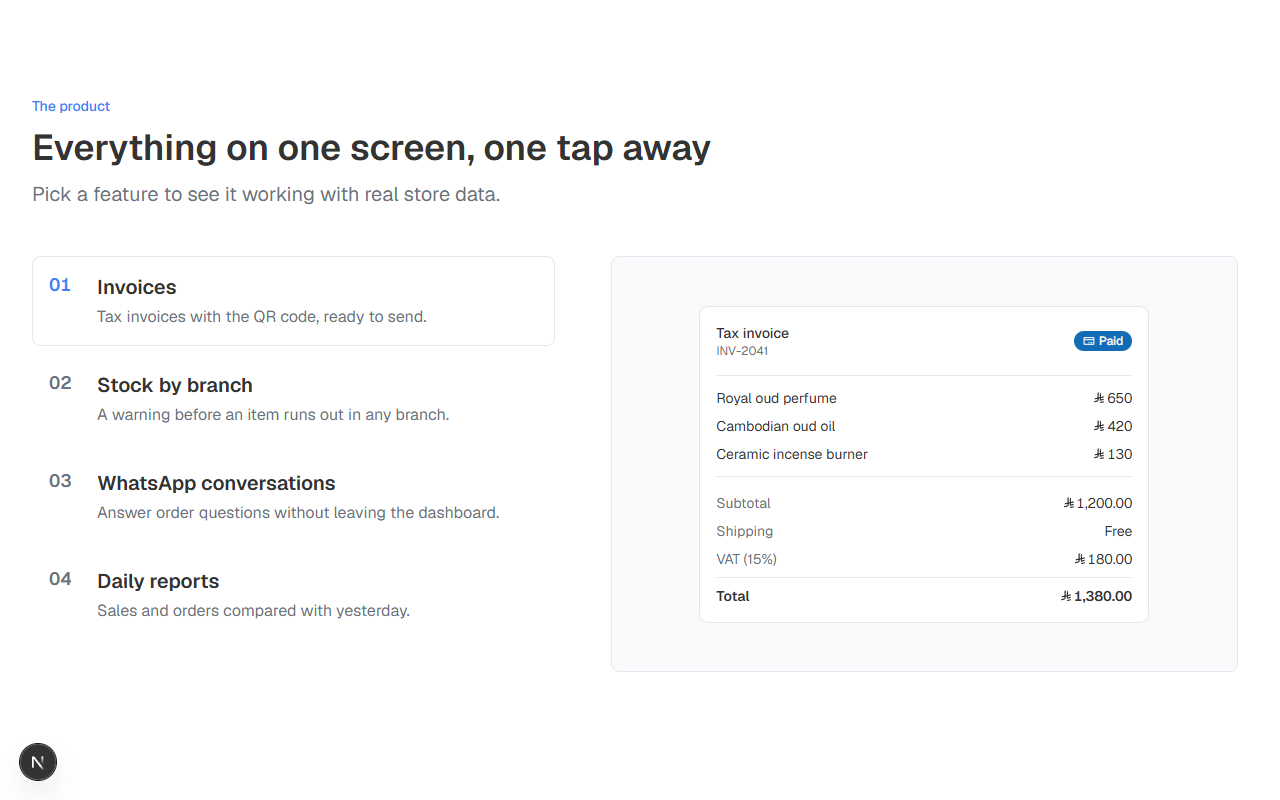 The product
Everything on one screen, one tap away
Pick a feature to see it working with real store data.
01 Invoices
Tax invoices with the QR code, ready to send.
02 Stock by branch
A warning before an item runs out in any branch.
03 WhatsApp conversations
Answer order questions without leaving the dashboard.
04 Daily reports
Sales and orders compared with yesterday.
Tax invoice
INV-2041
Paid
Royal oud perfume ⃁ 650
Cambodian oud oil ⃁ 420
Ceramic incense burner ⃁ 130
Subtotal ⃁ 1,200.00
Shipping Free
VAT (15%) ⃁ 180.00
Total ⃁ 1,380.00
N